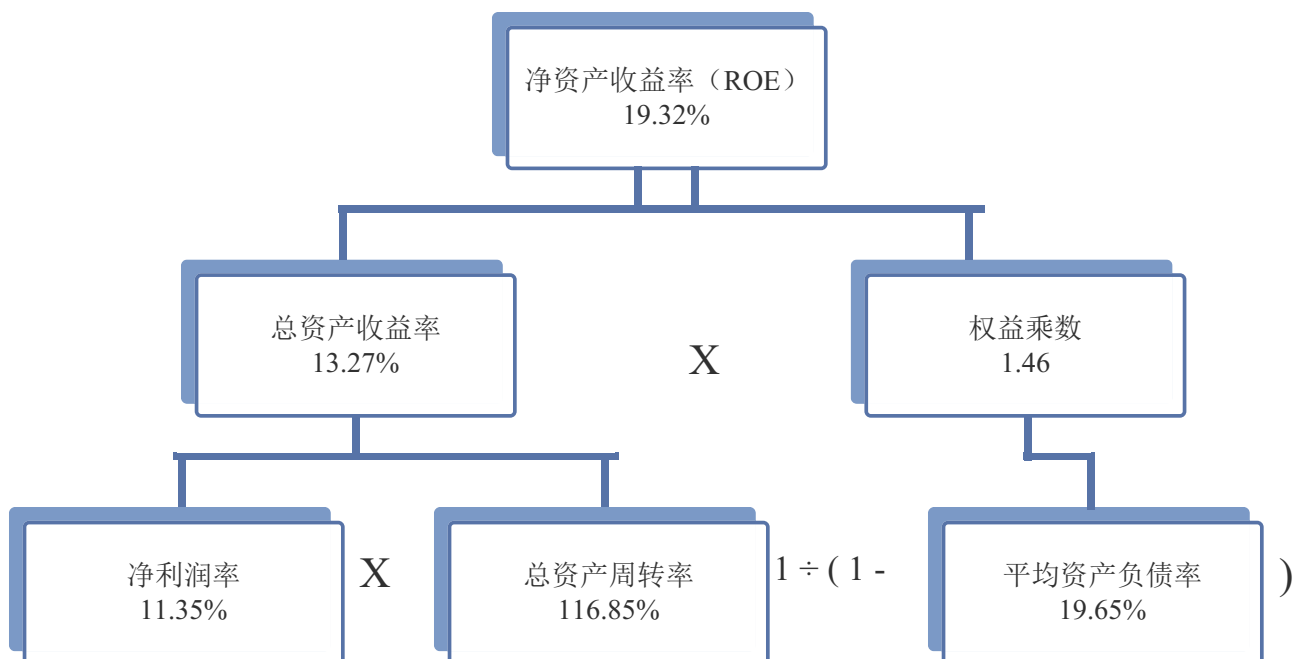 净资产收益率（ROE）
19.32%
总资产收益率
13.27%
X
权益乘数
1.46
净利润率
11.35%
X
总资产周转率
116.85%
1 ÷ ( 1 -
平均资产负债率
19.65%
)